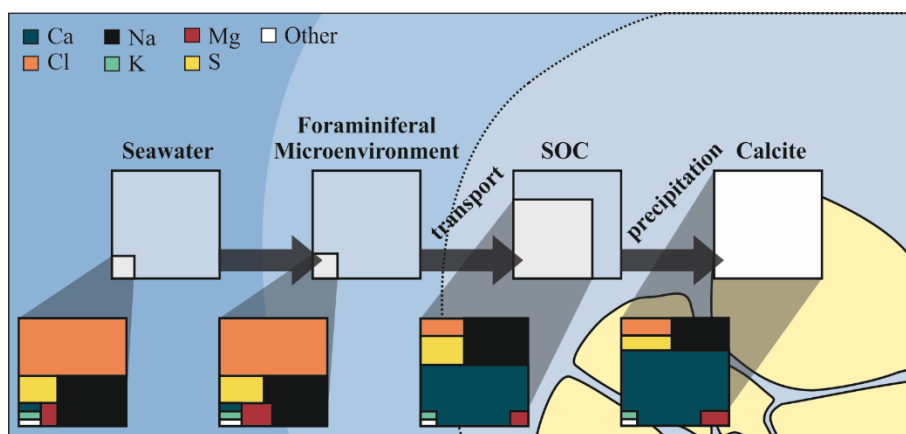 Ca Na Mg Other
Cl K S
Foraminiferal
Seawater Microenvironment SOC Calcite
transport
precipitation